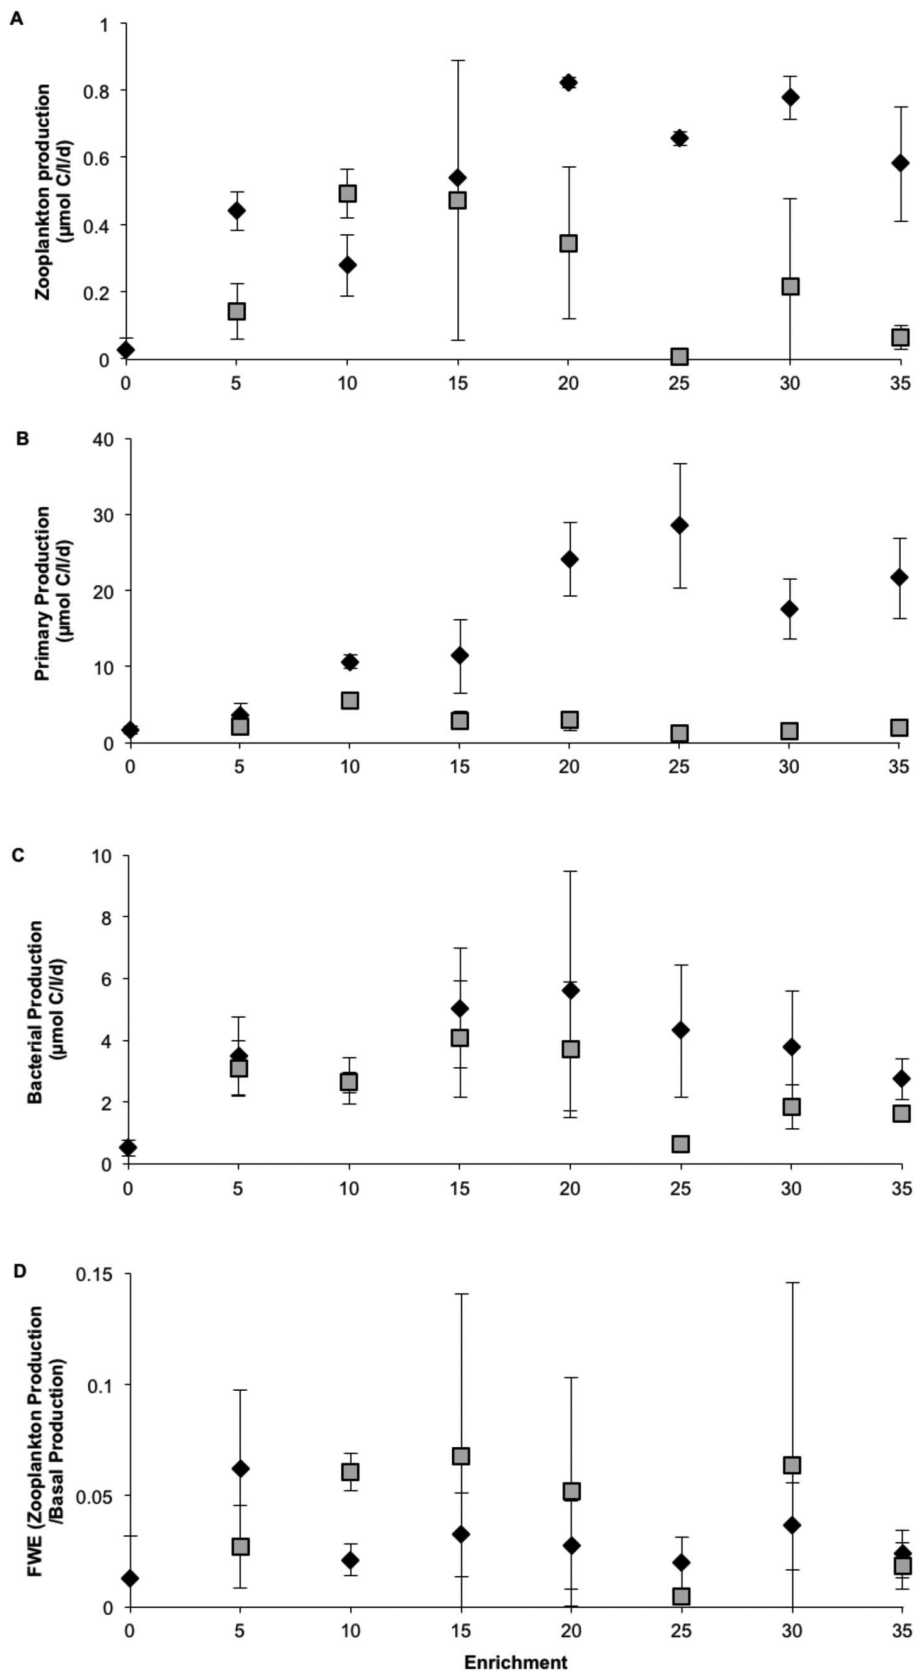 A
Zooplankton production
(µmol C/l/d)
1
0.8
0.6
0.4
0.2
0
0 5 10 15 20 25 30 35
B
Primary Production
(µmol C/l/d)
40
30
20
10
0
0 5 10 15 20 25 30 35
C
Bacterial Production
(µmol C/l/d)
10
8
6
4
2
0
0 5 10 15 20 25 30 35
D
FWE (Zooplankton Production
/Basal Production)
0.15
0.1
0.05
0
0 5 10 15 20 25 30 35
Enrichment